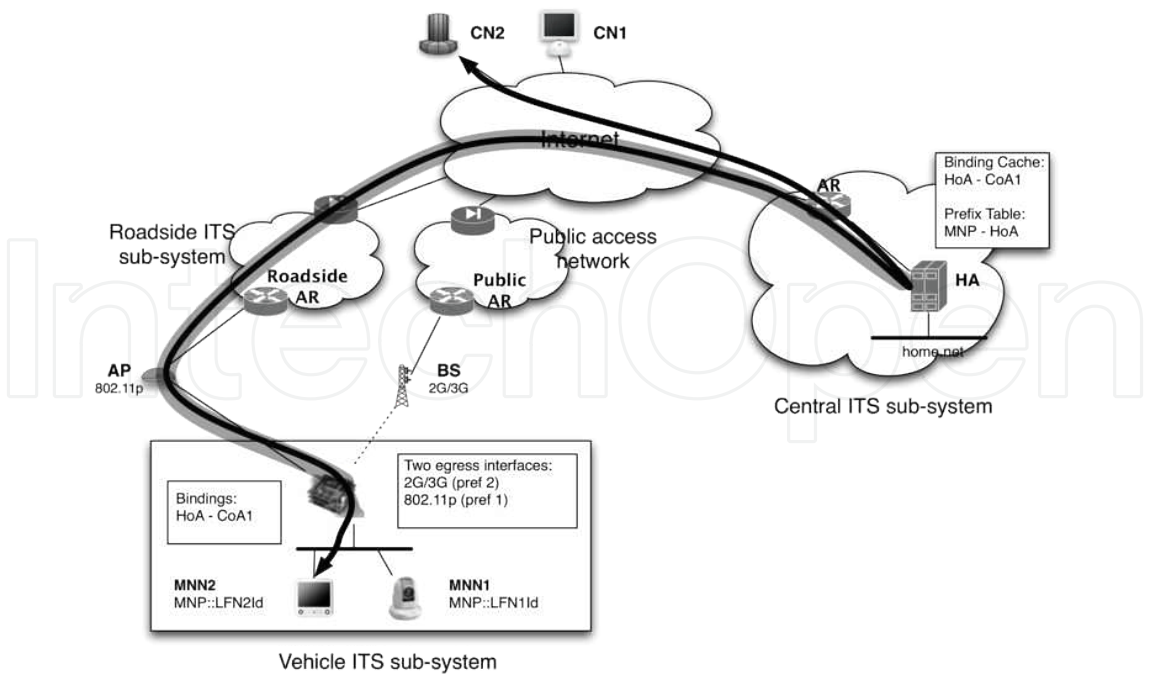 CN2
CN1
Internet
AR
Binding Cache:
HoA - CoA1
Prefix Table:
MNP - HoA
HA
home.net
Central ITS sub-system
Roadside ITS
sub-system
Roadside
AR
Public access
network
Public
AR
AP
802.11p
BS
2G/3G
Two egress interfaces:
2G/3G (pref 2)
802.11p (pref 1)
Bindings:
HoA - CoA1
MNN2
MNP::LFN2Id
MNN1
MNP::LFN1Id
Vehicle ITS sub-system
IntechOpen